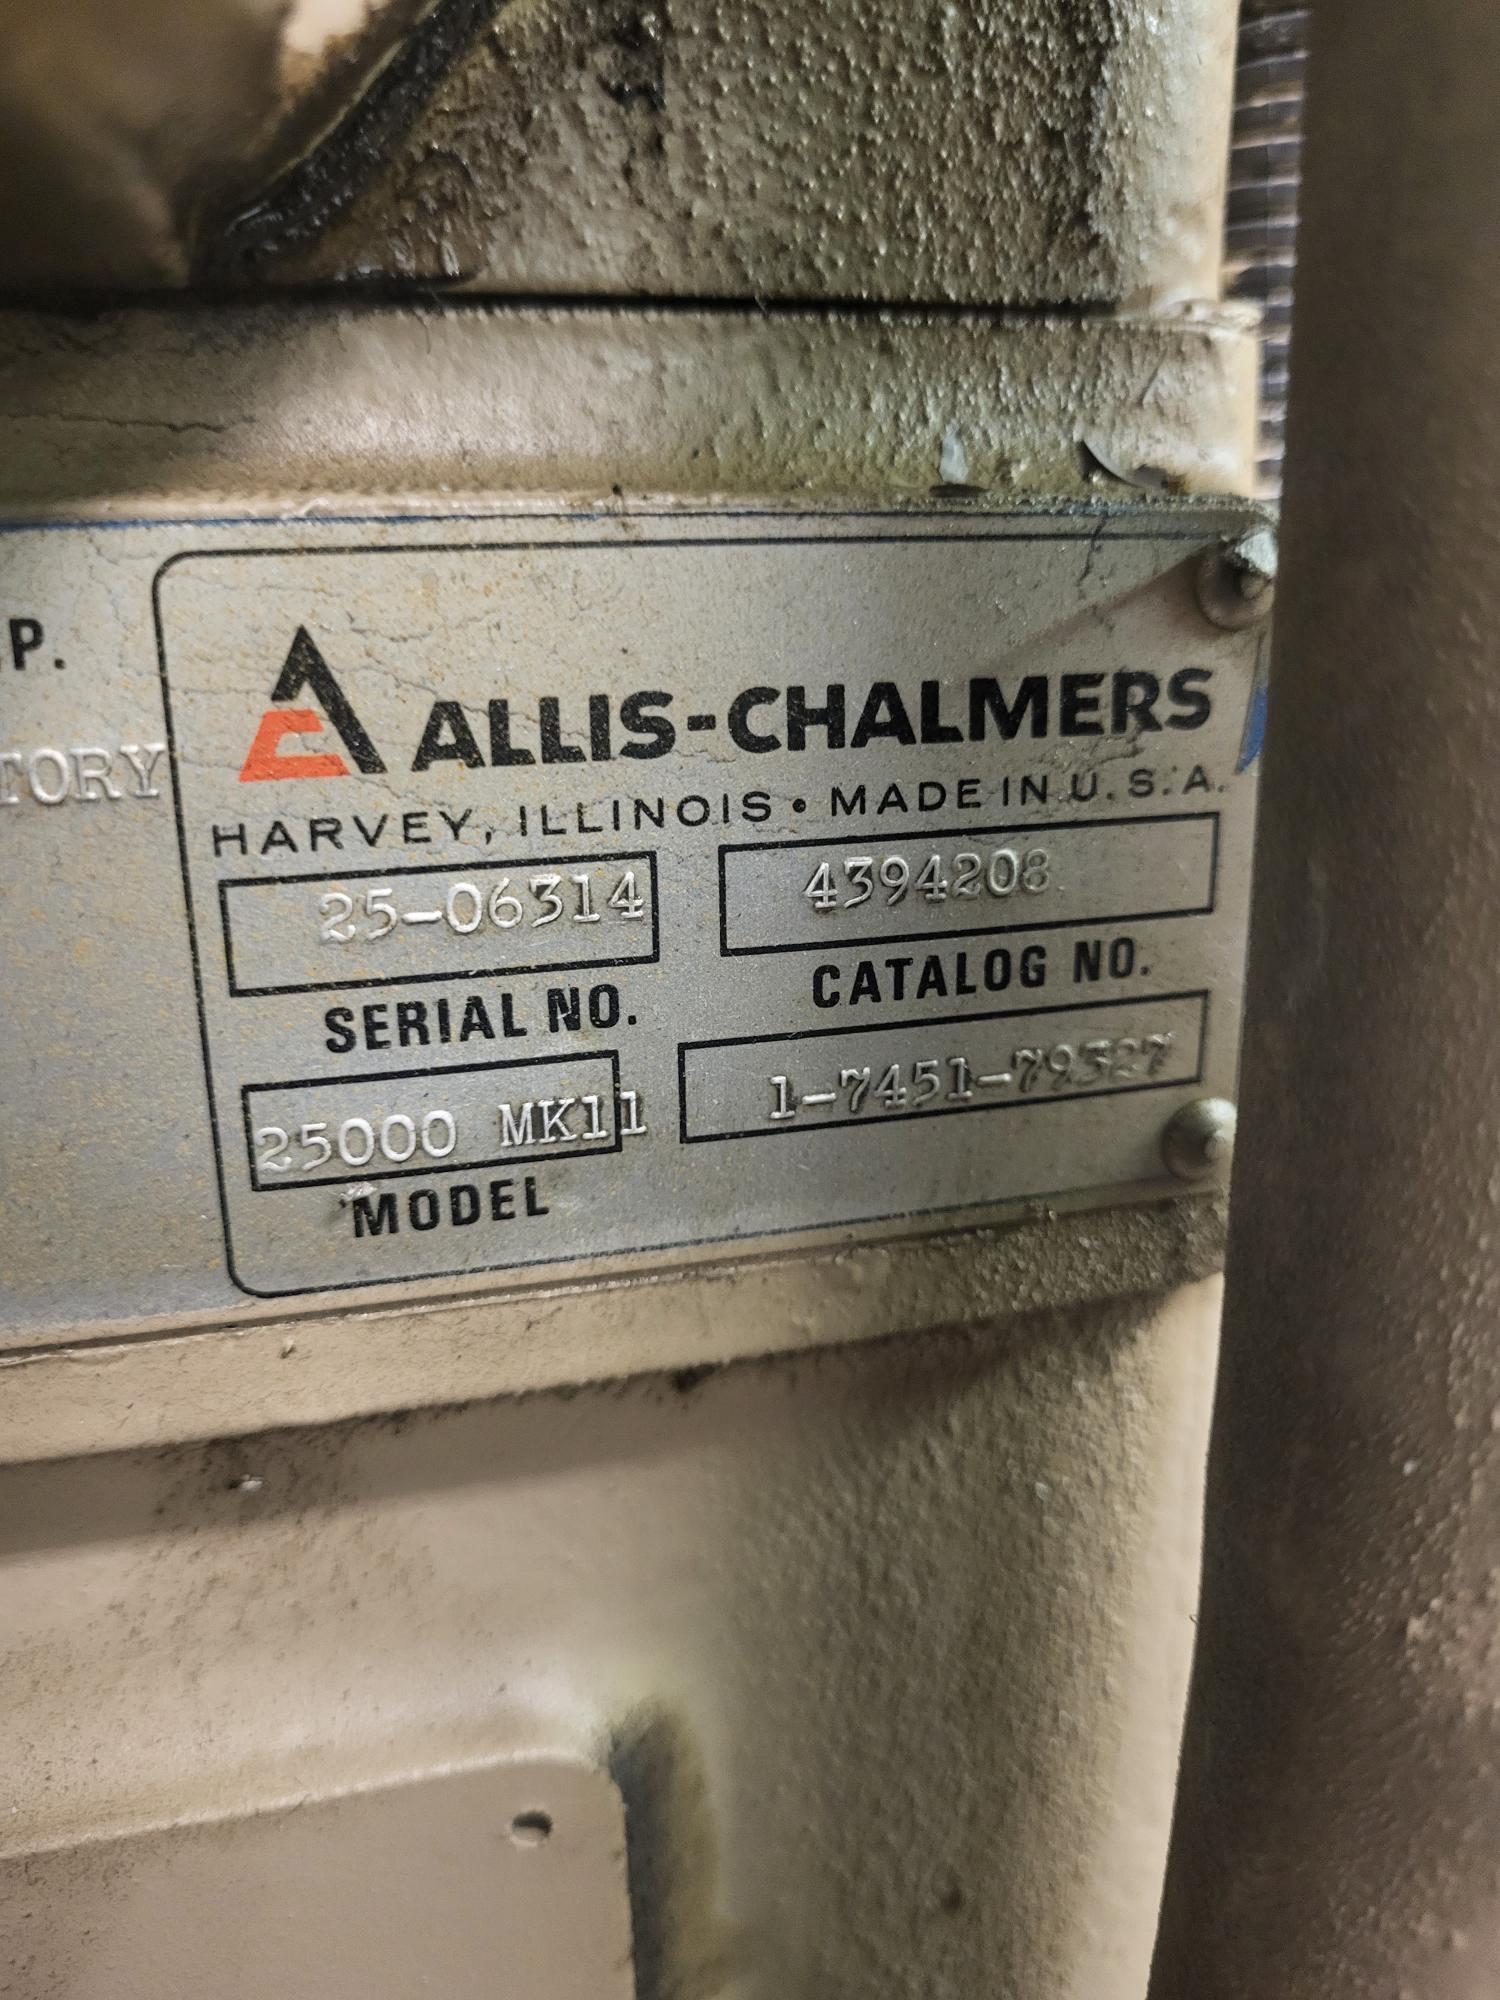 .P.
TORY
ALLIS-CHALMERS
HARVEY, ILLINOIS • MADE IN U.S.A.
25-06314 4394208
SERIAL NO. CATALOG NO.
25000 MK11 1-7451-79327
MODEL